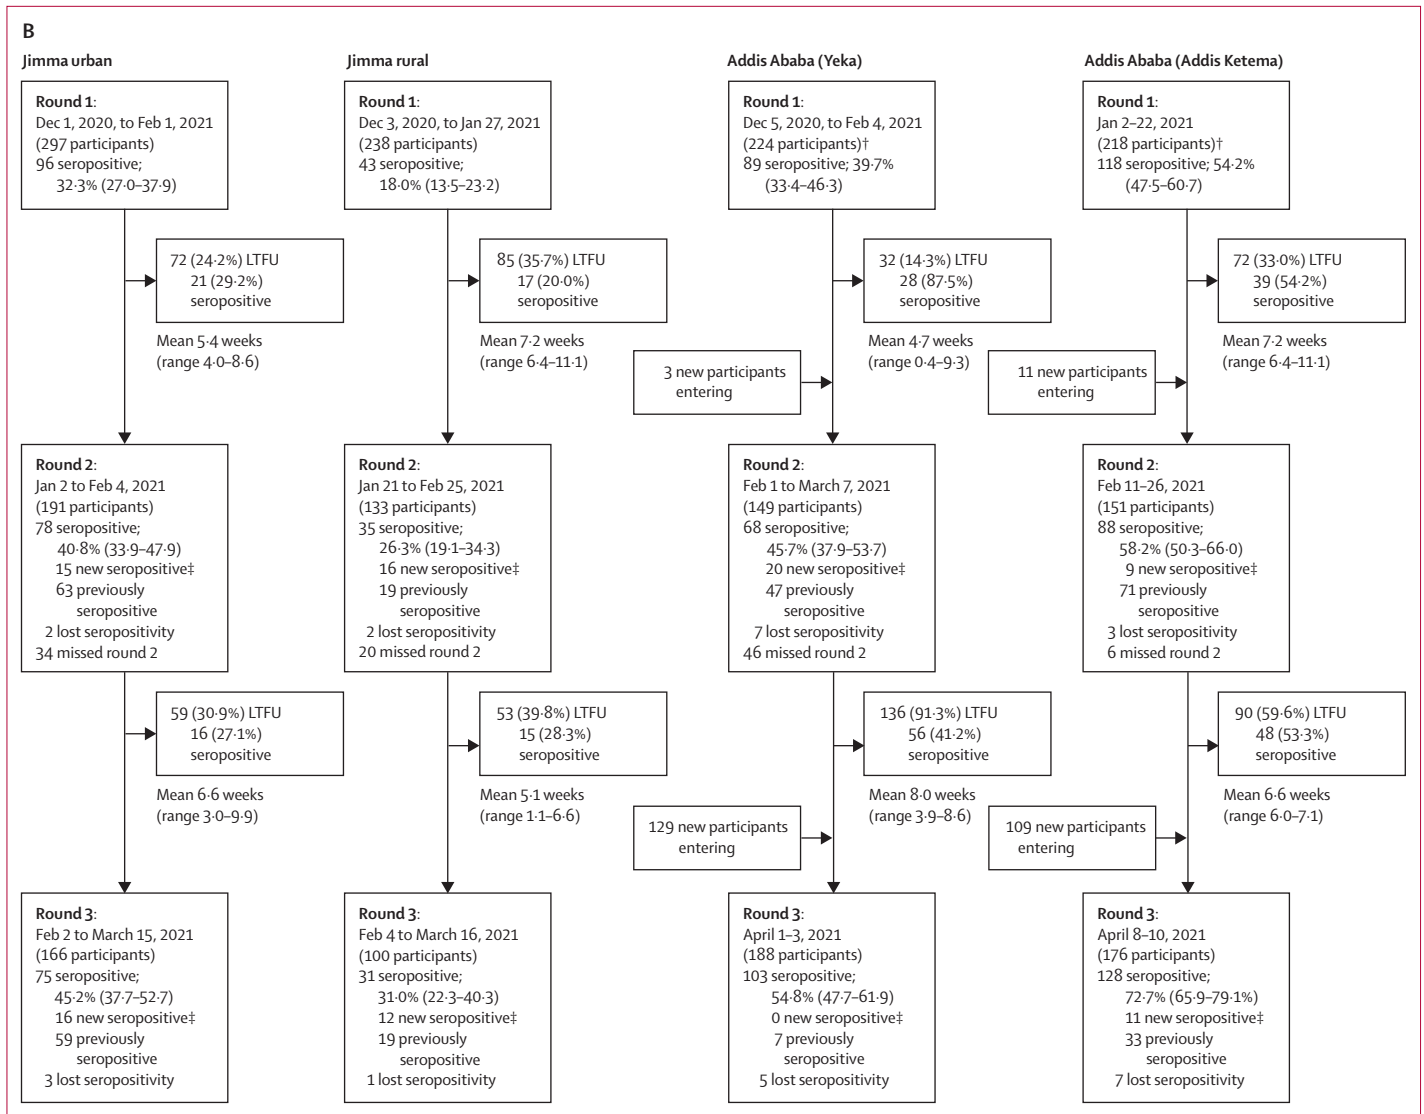 B
Jimma urban
Round 1:
Dec 1, 2020, to Feb 1, 2021
(297 participants)
96 seropositive;
32·3% (27·0–37·9)
72 (24·2%) LTFU
21 (29·2%)
seropositive
Mean 5·4 weeks
(range 4·0–8·6)
Round 2:
Jan 2 to Feb 4, 2021
(191 participants)
78 seropositive;
40·8% (33·9–47·9)
15 new seropositive‡
63 previously
seropositive
2 lost seropositivity
34 missed round 2
59 (30·9%) LTFU
16 (27·1%)
seropositive
Mean 6·6 weeks
(range 3·0–9·9)
Round 3:
Feb 2 to March 15, 2021
(166 participants)
75 seropositive;
45·2% (37·7–52·7)
16 new seropositive‡
59 previously
seropositive
3 lost seropositivity
Jimma rural
Round 1:
Dec 3, 2020, to Jan 27, 2021
(238 participants)
43 seropositive;
18·0% (13·5–23·2)
85 (35·7%) LTFU
17 (20·0%)
seropositive
Mean 7·2 weeks
(range 6·4–11·1)
Round 2:
Jan 21 to Feb 25, 2021
(133 participants)
35 seropositive;
26·3% (19·1–34·3)
16 new seropositive‡
19 previously
seropositive
2 lost seropositivity
20 missed round 2
53 (39·8%) LTFU
15 (28·3%)
seropositive
Mean 5·1 weeks
(range 1·1–6·6)
Round 3:
Feb 4 to March 16, 2021
(100 participants)
31 seropositive;
31·0% (22·3–40·3)
12 new seropositive‡
19 previously
seropositive
1 lost seropositivity
Addis Ababa (Yeka)
Round 1:
Dec 5, 2020, to Feb 4, 2021
(224 participants)†
89 seropositive; 39·7%
(33·4–46·3)
32 (14·3%) LTFU
28 (87·5%)
seropositive
Mean 4·7 weeks
(range 0·4–9·3)
3 new participants
entering
Round 2:
Feb 1 to March 7, 2021
(149 participants)
68 seropositive;
45·7% (37·9–53·7)
20 new seropositive‡
47 previously
seropositive
7 lost seropositivity
46 missed round 2
136 (91·3%) LTFU
56 (41·2%)
seropositive
Mean 8·0 weeks
(range 3·9–8·6)
129 new participants
entering
Round 3:
April 1–3, 2021
(188 participants)
103 seropositive;
54·8% (47·7–61·9)
0 new seropositive‡
7 previously
seropositive
5 lost seropositivity
Addis Ababa (Addis Ketema)
Round 1:
Jan 2–22, 2021
(218 participants)†
118 seropositive; 54·2%
(47·5–60·7)
72 (33·0%) LTFU
39 (54·2%)
seropositive
Mean 7·2 weeks
(range 6·4–11·1)
11 new participants
entering
Round 2:
Feb 11–26, 2021
(151 participants)
88 seropositive;
58·2% (50·3–66·0)
9 new seropositive‡
71 previously
seropositive
3 lost seropositivity
6 missed round 2
90 (59·6%) LTFU
48 (53·3%)
seropositive
Mean 6·6 weeks
(range 6·0–7·1)
109 new participants
entering
Round 3:
April 8–10, 2021
(176 participants)
128 seropositive;
72·7% (65·9–79·1%)
11 new seropositive‡
33 previously
seropositive
7 lost seropositivity